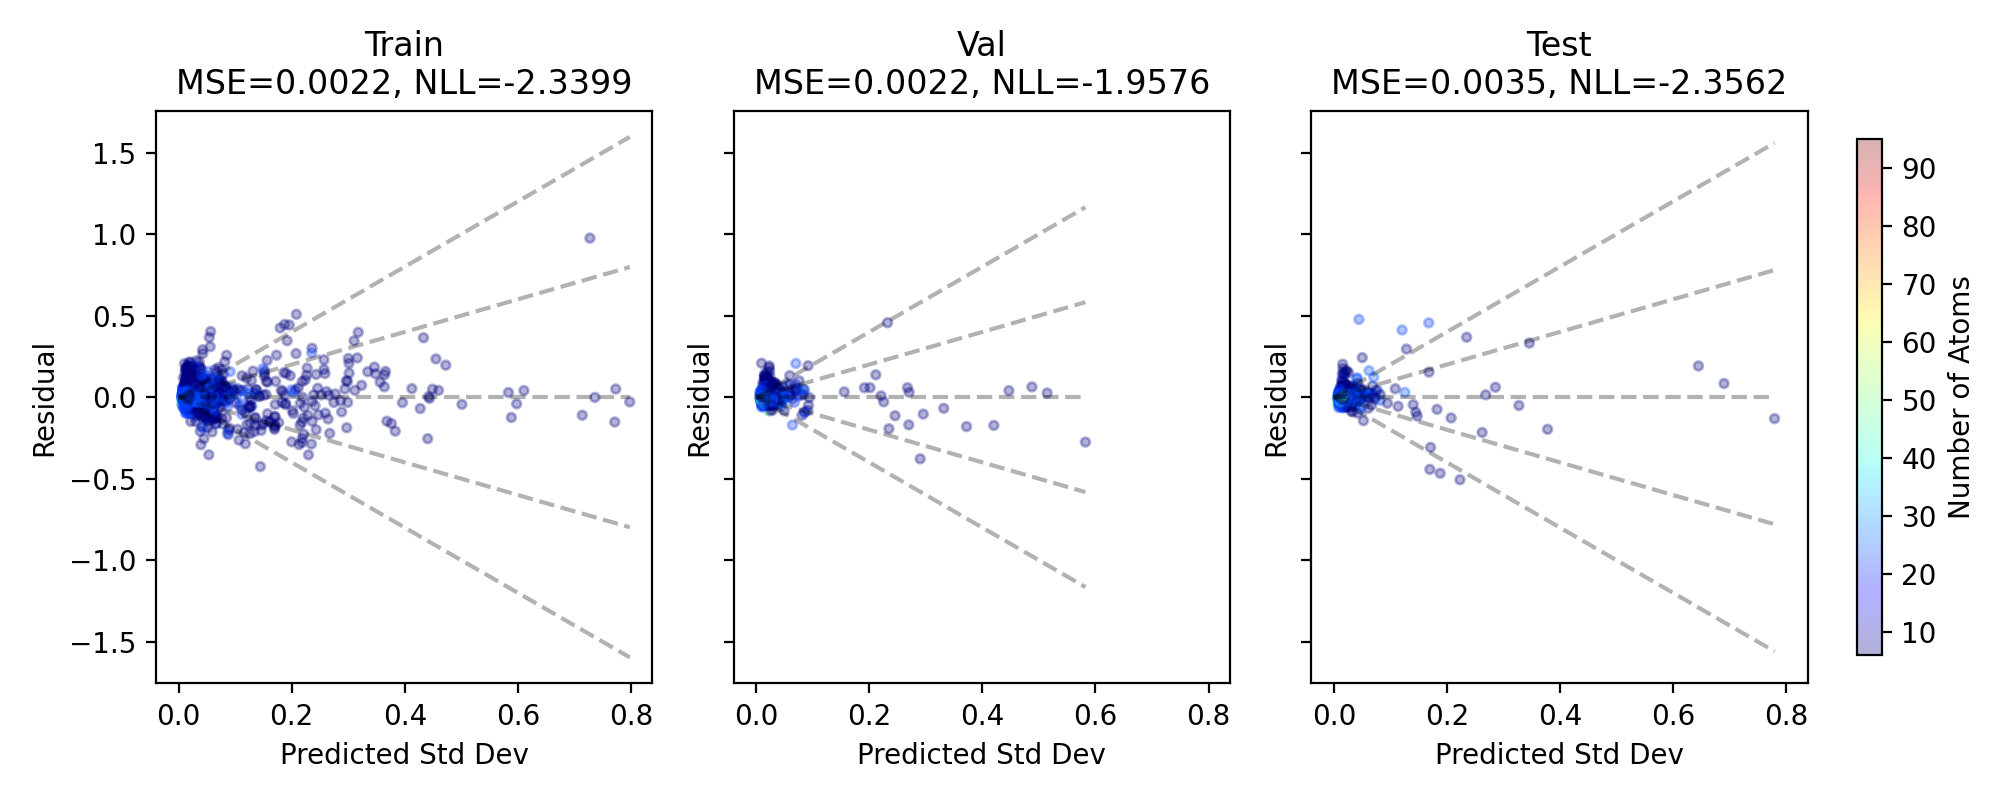 Train
MSE=0.0022, NLL=-2.3399
Val
MSE=0.0022, NLL=-1.9576
Test
MSE=0.0035, NLL=-2.3562
1.5
1.0
0.5
0.0
−0.5
−1.0
−1.5
Residual
0.0 0.2 0.4 0.6 0.8
Predicted Std Dev
Residual
0.0 0.2 0.4 0.6 0.8
Predicted Std Dev
Residual
0.0 0.2 0.4 0.6 0.8
Predicted Std Dev
90
80
70
60
50
40
30
20
10
Number of Atoms